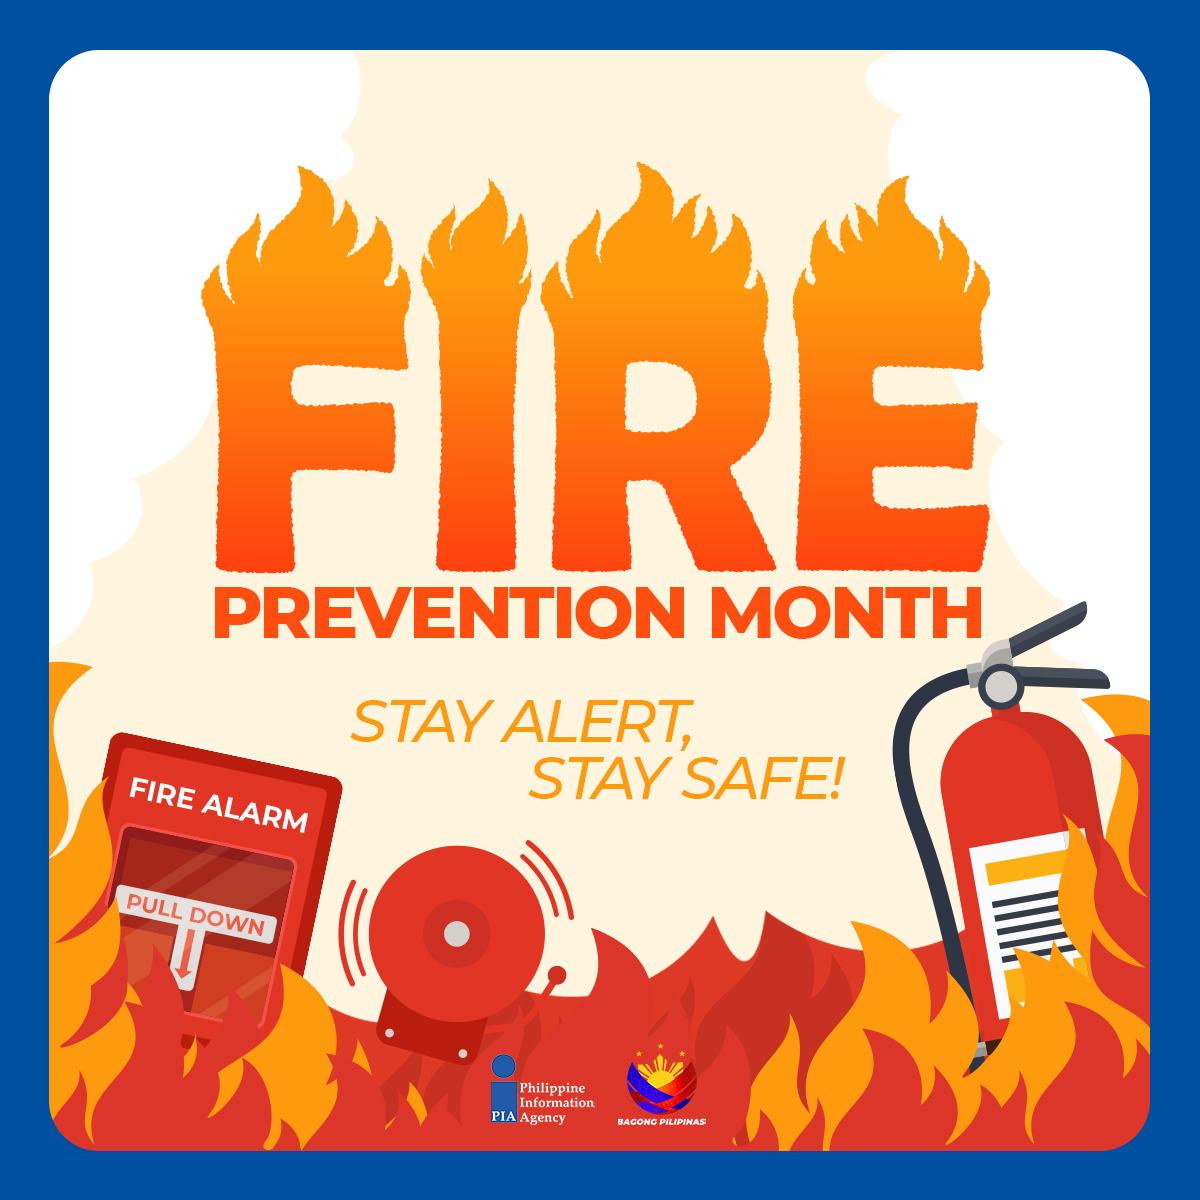 FIRE
PREVENTION MONTH
STAY ALERT,
STAY SAFE!
FIRE ALARM
PULL DOWN
Philippine
Information
PIA Agency
BAGONG PILIPINAS